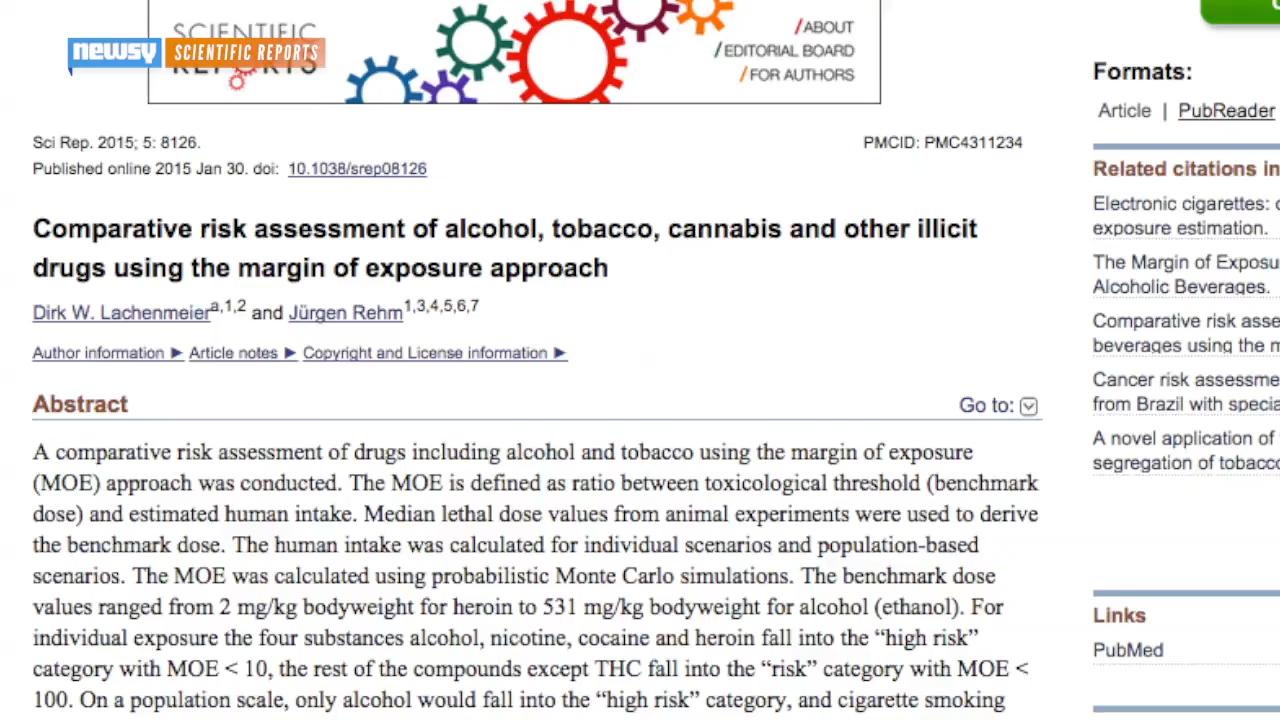 SCIENTIFIC
REPORTS
newsy SCIENTIFIC REPORTS
/ABOUT
/EDITORIAL BOARD
/FOR AUTHORS
Sci Rep. 2015; 5: 8126.
PMCID: PMC4311234
Published online 2015 Jan 30. doi: 10.1038/srep08126
Comparative risk assessment of alcohol, tobacco, cannabis and other illicit
drugs using the margin of exposure approach
Dirk W. Lachenmeier a,1,2 and Jürgen Rehm 1,3,4,5,6,7
Author information ► Article notes ► Copyright and License information ►
Abstract
Go to:
A comparative risk assessment of drugs including alcohol and tobacco using the margin of exposure
(MOE) approach was conducted. The MOE is defined as ratio between toxicological threshold (benchmark
dose) and estimated human intake. Median lethal dose values from animal experiments were used to derive
the benchmark dose. The human intake was calculated for individual scenarios and population-based
scenarios. The MOE was calculated using probabilistic Monte Carlo simulations. The benchmark dose
values ranged from 2 mg/kg bodyweight for heroin to 531 mg/kg bodyweight for alcohol (ethanol). For
individual exposure the four substances alcohol, nicotine, cocaine and heroin fall into the “high risk”
category with MOE < 10, the rest of the compounds except THC fall into the “risk” category with MOE <
100. On a population scale, only alcohol would fall into the “high risk” category, and cigarette smoking
Formats:
Article | PubReader
Related citations in
Electronic cigarettes:
exposure estimation.
The Margin of Exposu
Alcoholic Beverages.
Comparative risk asse
beverages using the m
Cancer risk assessme
from Brazil with specia
A novel application of
segregation of tobacco
Links
PubMed